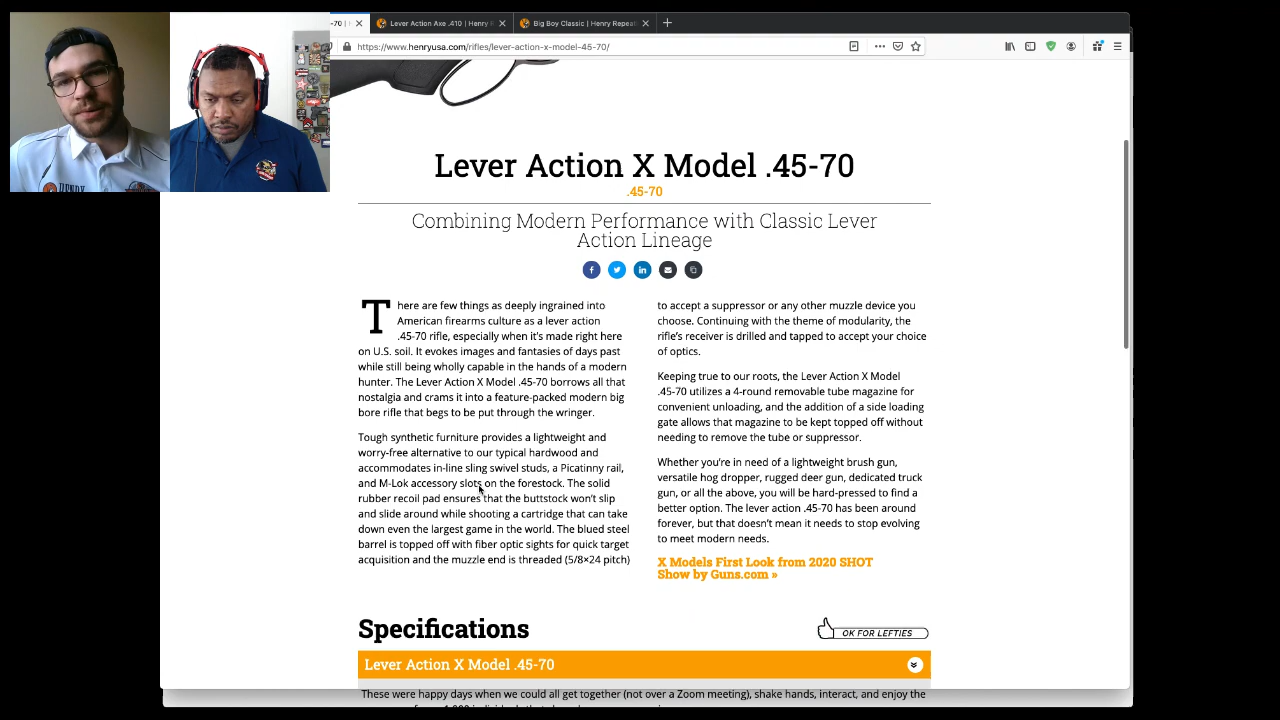 -70 |
Lever Action Axe .410 | Henry R
Big Boy Classic | Henry Repeat
https://www.henryusa.com/rifles/lever-action-x-model-45-70/
Lever Action X Model .45-70
.45-70
Combining Modern Performance with Classic Lever
Action Lineage
There are few things as deeply ingrained into
American firearms culture as a lever action
.45-70 rifle, especially when it's made right here
on U.S. soil. It evokes images and fantasies of days past
while still being wholly capable in the hands of a modern
hunter. The Lever Action X Model .45-70 borrows all that
nostalgia and crams it into a feature-packed modern big
bore rifle that begs to be put through the wringer.
Tough synthetic furniture provides a lightweight and
worry-free alternative to our typical hardwood and
accommodates in-line sling swivel studs, a Picatinny rail,
and M-Lok accessory slots on the forestock. The solid
rubber recoil pad ensures that the buttstock won't slip
and slide around while shooting a cartridge that can take
down even the largest game in the world. The blued steel
barrel is topped off with fiber optic sights for quick target
acquisition and the muzzle end is threaded (5/8×24 pitch)
to accept a suppressor or any other muzzle device you
choose. Continuing with the theme of modularity, the
rifle's receiver is drilled and tapped to accept your choice
of optics.
Keeping true to our roots, the Lever Action X Model
.45-70 utilizes a 4-round removable tube magazine for
convenient unloading, and the addition of a side loading
gate allows that magazine to be kept topped off without
needing to remove the tube or suppressor.
Whether you're in need of a lightweight brush gun,
versatile hog dropper, rugged deer gun, dedicated truck
gun, or all the above, you will be hard-pressed to find a
better option. The lever action .45-70 has been around
forever, but that doesn't mean it needs to stop evolving
to meet modern needs.
X Models First Look from 2020 SHOT
Show by Guns.com »
Specifications
OK FOR LEFTIES
Lever Action X Model .45-70
These were happy days when we could all get together (not over a Zoom meeting), shake hands, interact, and enjoy the